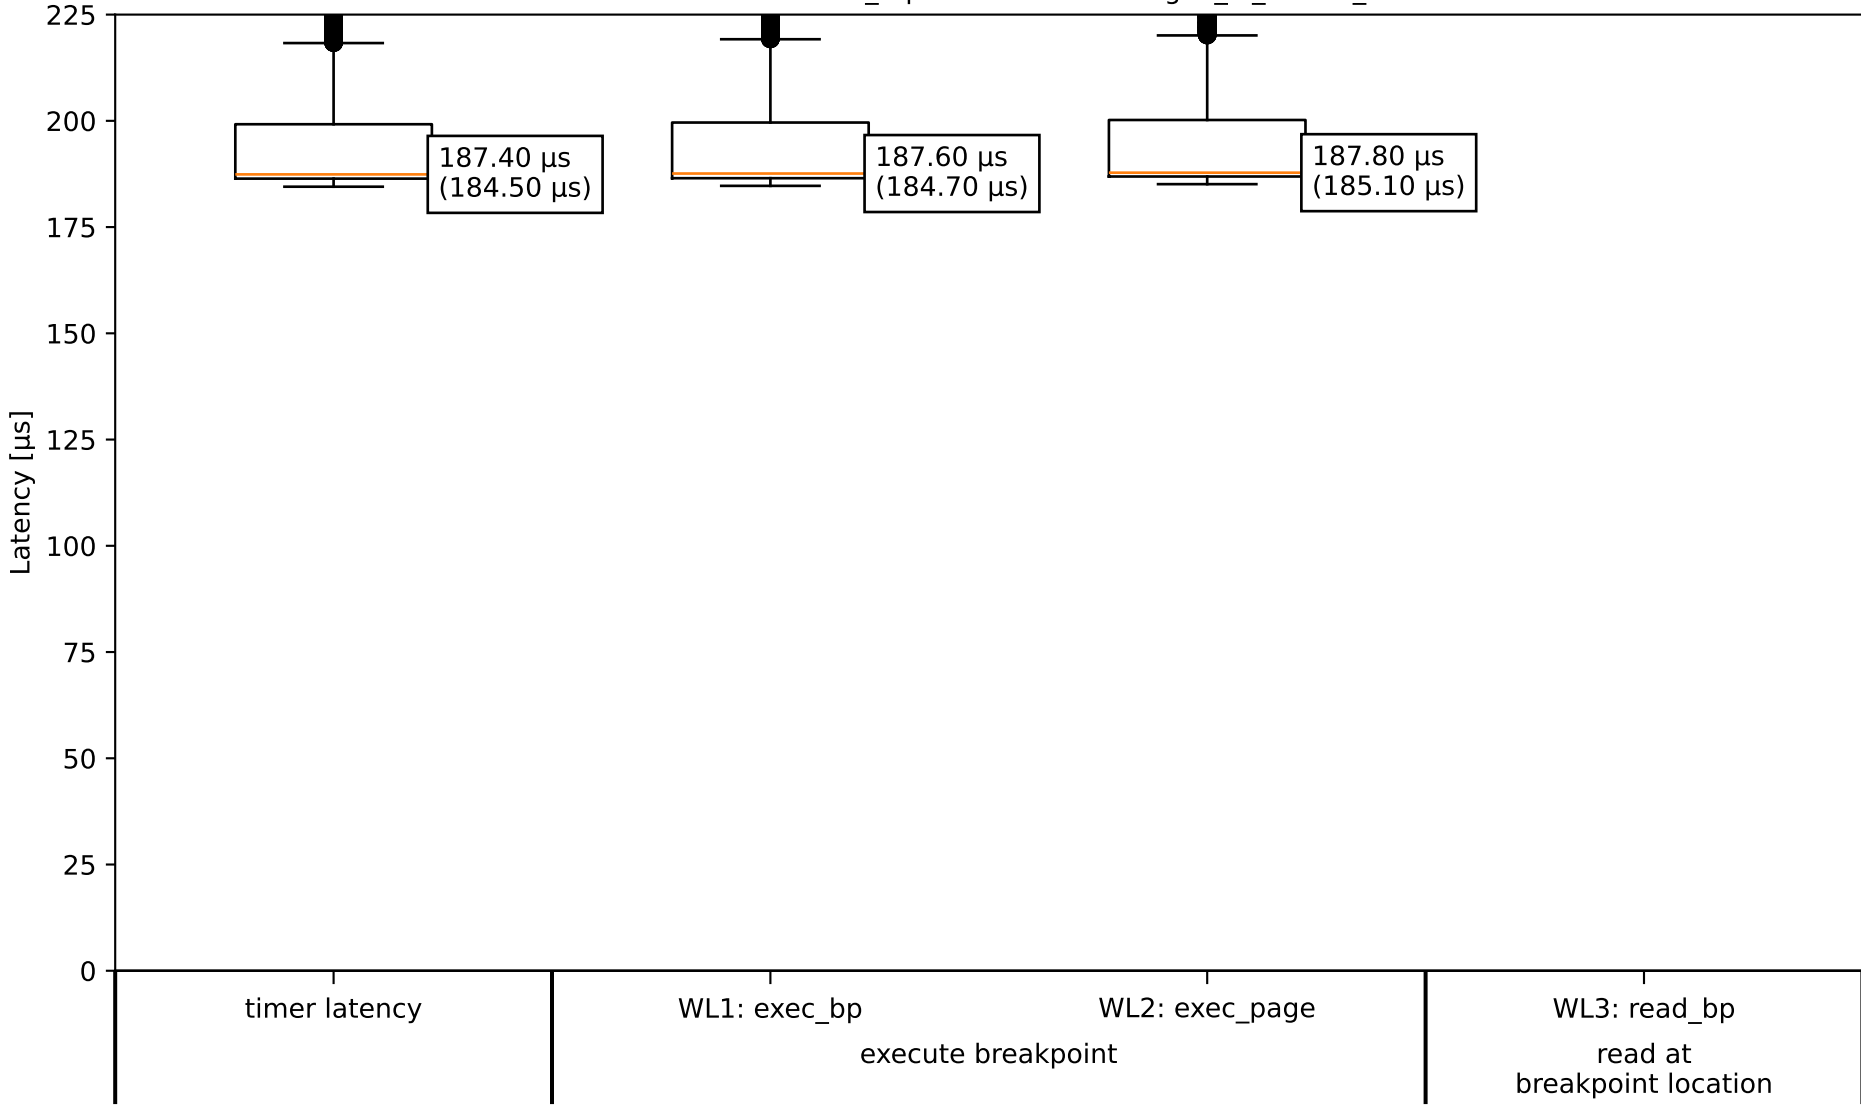 225
200
175
150
125
100
75
50
25
0
Latency [µs]
187.40 µs
(184.50 µs)
187.60 µs
(184.70 µs)
187.80 µs
(185.10 µs)
timer latency
WL1: exec_bp
WL2: exec_page
WL3: read_bp
execute breakpoint
read at
breakpoint location